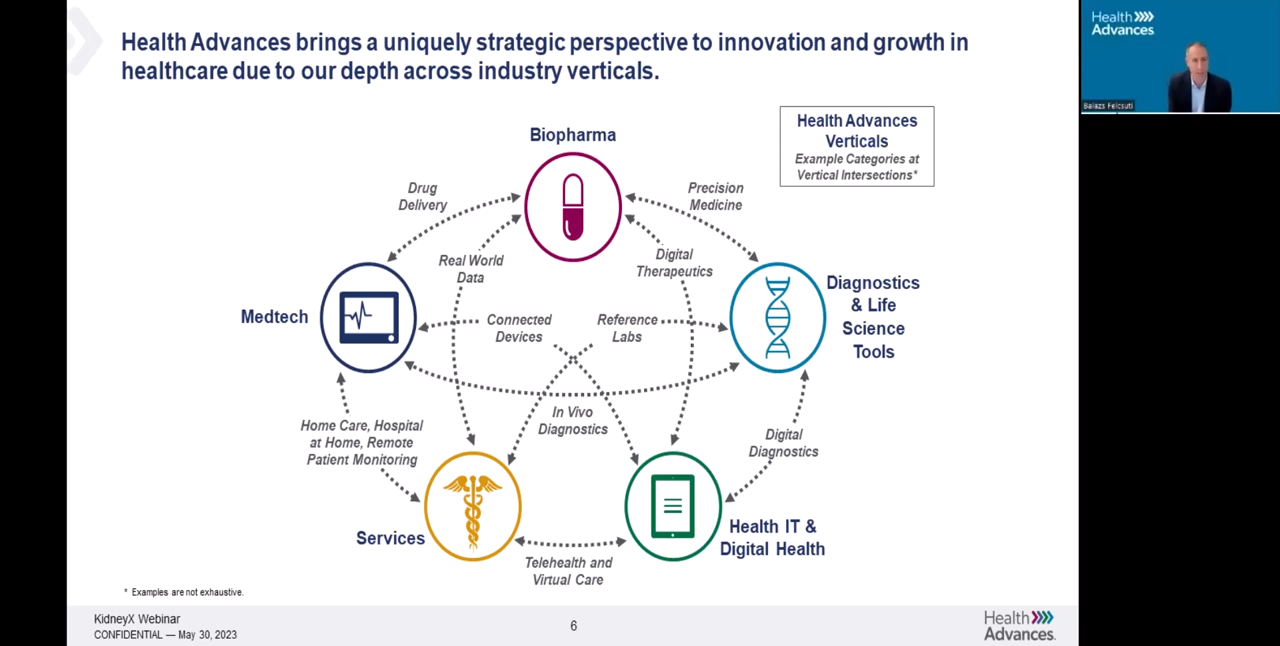 Health Advances brings a uniquely strategic perspective to innovation and growth in
healthcare due to our depth across industry verticals.
Health
Advances
Balazs Felcsuti
Health Advances
Verticals
Example Categories at
Vertical Intersections*
Biopharma
Drug
Delivery
Precision
Medicine
Real World
Data
Digital
Therapeutics
Medtech
Connected
Devices
Reference
Labs
Diagnostics
& Life
Science
Tools
In Vivo
Diagnostics
Home Care, Hospital
at Home, Remote
Patient Monitoring
Digital
Diagnostics
Services
Health IT &
Digital Health
Telehealth and
Virtual Care
* Examples are not exhaustive.
KidneyX Webinar
CONFIDENTIAL — May 30, 2023
6
Health
Advances.